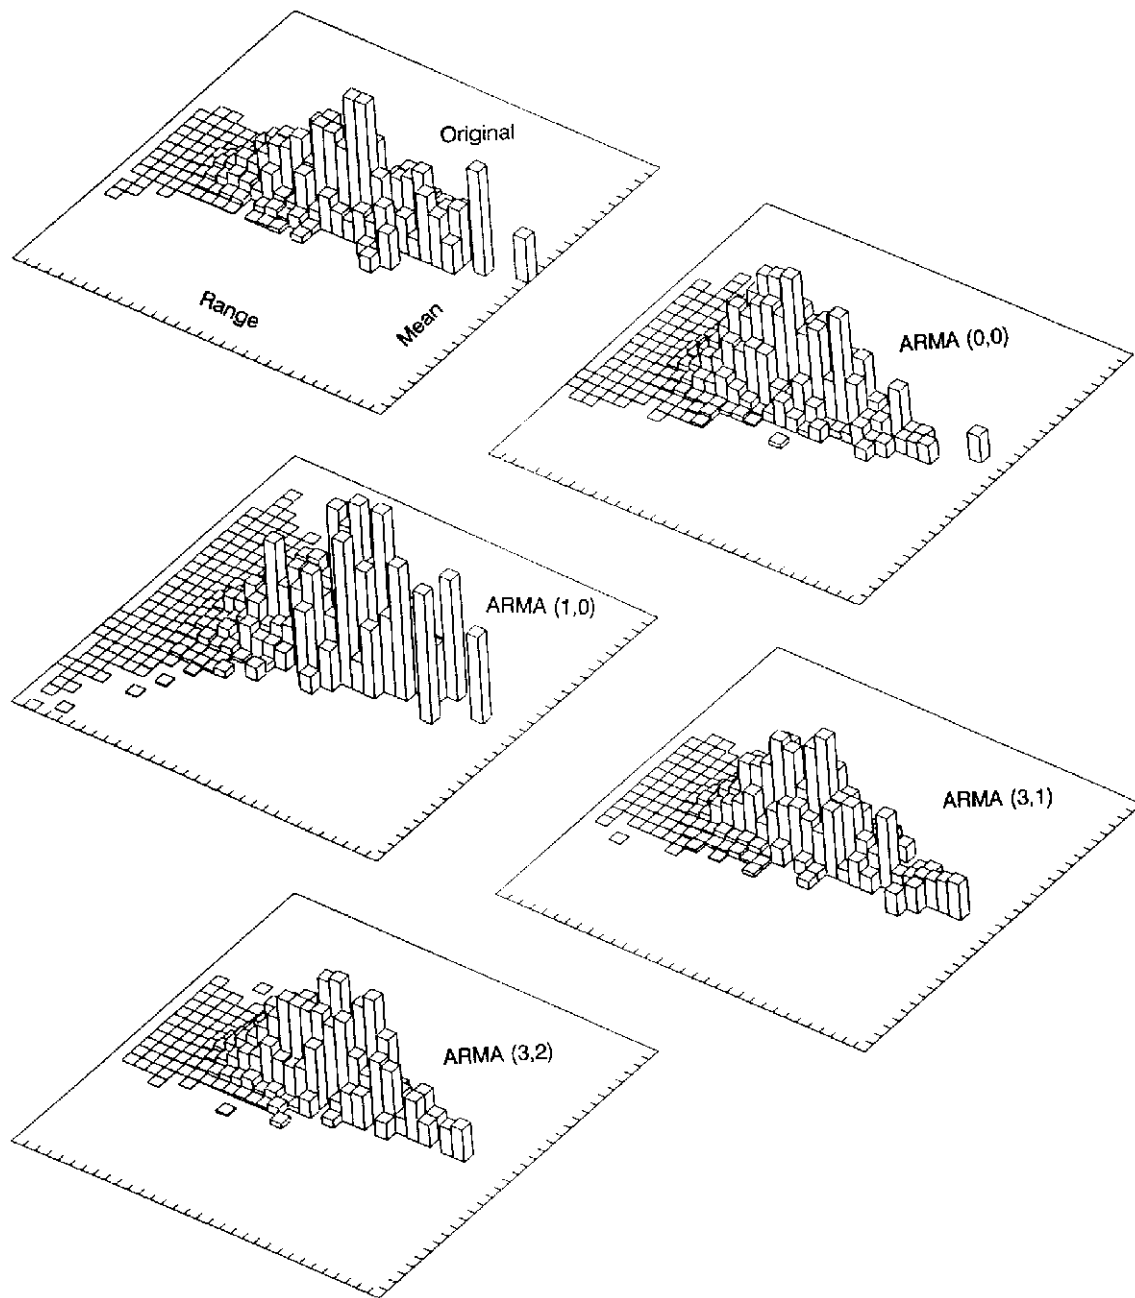 Original
Range
Mean
ARMA (0,0)
ARMA (1,0)
ARMA (3,1)
ARMA (3,2)